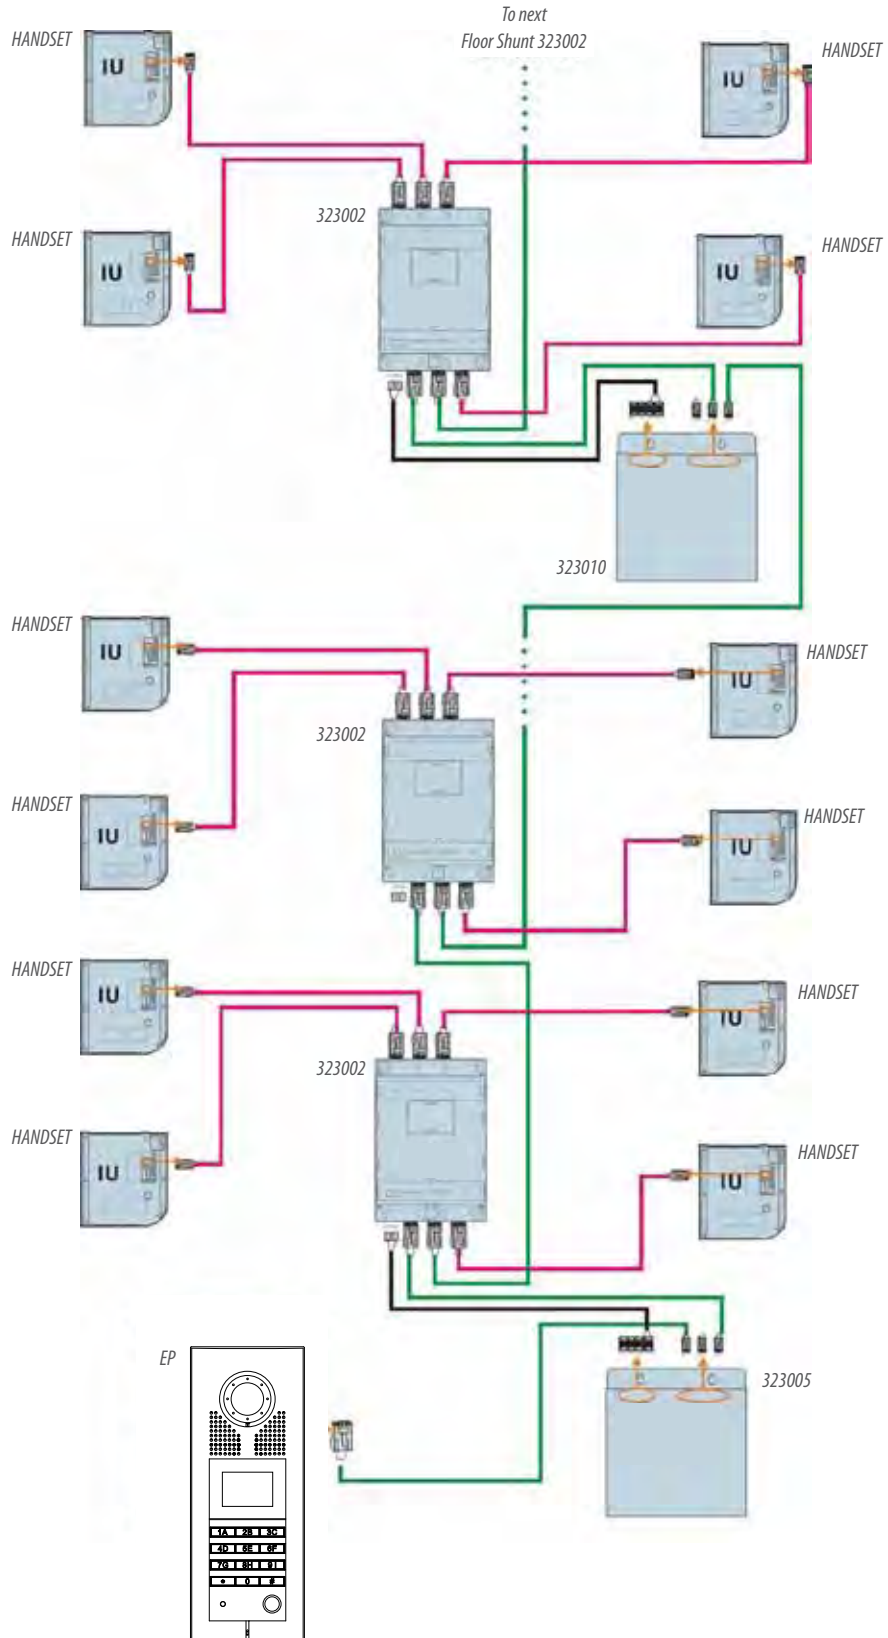 To next
Floor Shunt 323002
HANDSET
HANDSET
IU
IU
323002
HANDSET
HANDSET
IU
IU
323010
HANDSET
HANDSET
IU
IU
323002
HANDSET
HANDSET
IU
IU
HANDSET
HANDSET
IU
IU
323002
HANDSET
HANDSET
IU
IU
EP
323005
1A 2B 3C
4D 5E 6F
7G 8H 9I
* 0 #